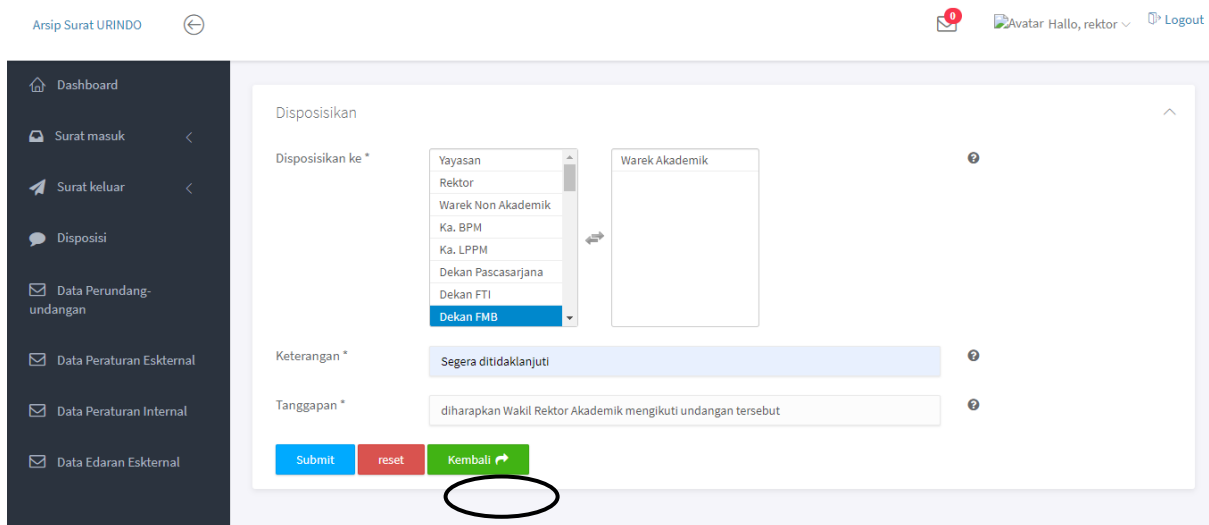 Arsip Surat URINDO
0
Avatar Hallo, rektor
Logout
Dashboard
Surat masuk
Surat keluar
Disposisi
Data Perundang-
undangan
Data Peraturan Eskternal
Data Peraturan Internal
Data Edaran Eskternal
Disposisikan
Disposisikan ke *
Yayasan
Rektor
Warek Non Akademik
Ka. BPM
Ka. LPPM
Dekan Pascasarjana
Dekan FTI
Dekan FMB
Warek Akademik
Keterangan *
Segera ditidaklanjuti
Tanggapan *
diharapkan Wakil Rektor Akademik mengikuti undangan tersebut
Submit
reset
Kembali